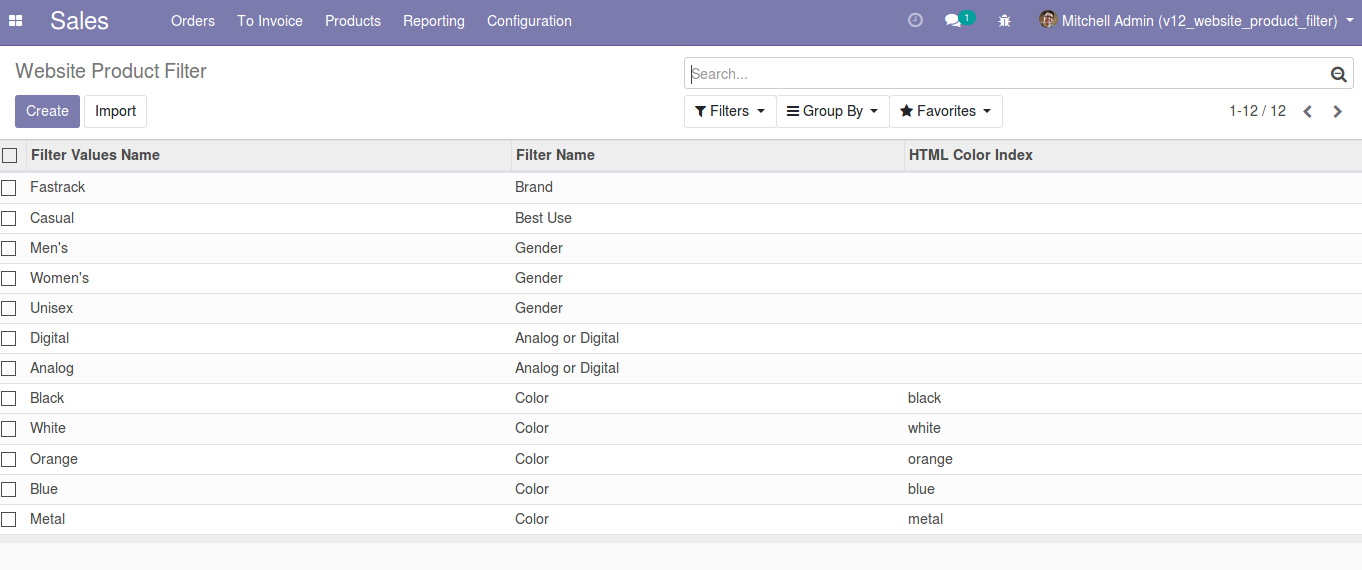 Sales Orders To Invoice Products Reporting Configuration 1 Mitchell Admin (v12_website_product_filter)
Website Product Filter Search...
Create Import Filters Group By Favorites 1-12 / 12
Filter Values Name Filter Name HTML Color Index
Fastrack Brand
Casual Best Use
Men's Gender
Women's Gender
Unisex Gender
Digital Analog or Digital
Analog Analog or Digital
Black Color black
White Color white
Orange Color orange
Blue Color blue
Metal Color metal